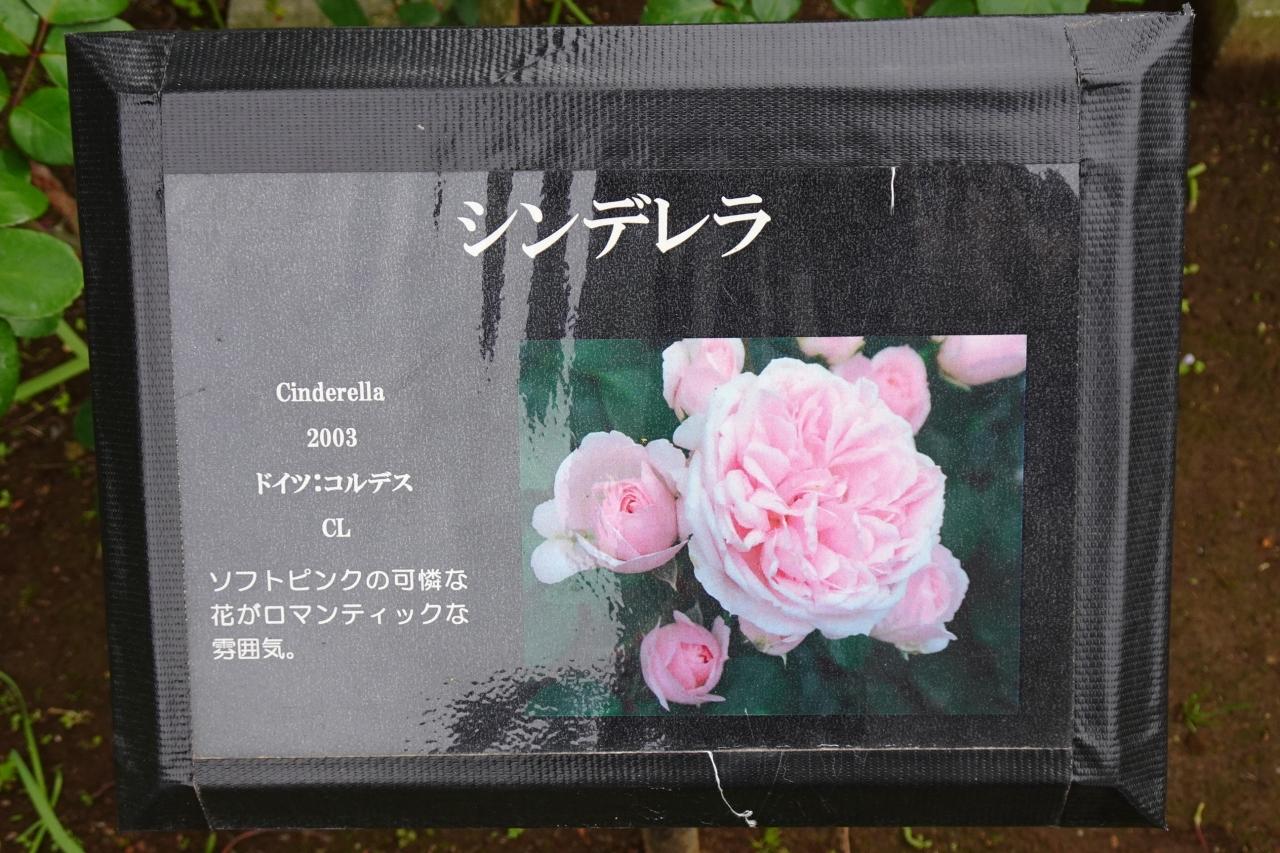 シンデレラ
Cinderella
2003
ドイツ:コルデス
CL
ソフトピンクの可憐な
花がロマンティックな
雰囲気。